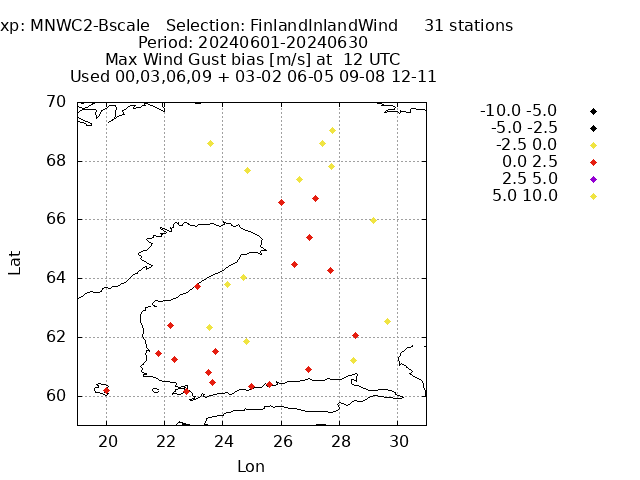 xp: MNWC2-Bscale   Selection: FinlandInlandWind      31 stations
Period: 20240601-20240630
Max Wind Gust bias [m/s] at  12 UTC
Used 00,03,06,09 + 03-02 06-05 09-08 12-11
-10.0 -5.0
-5.0 -2.5
-2.5 0.0
0.0 2.5
2.5 5.0
5.0 10.0
70
68
66
64
62
60
Lat
20 22 24 26 28 30
Lon